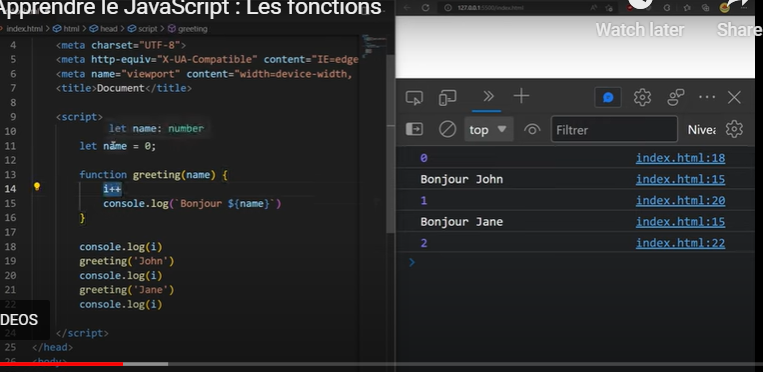 Apprendre le JavaScript : Les fonctions
Watch later
Share
index.html > html > head > script > greeting
127.0.0.1:5500/index.html
4 <meta charset="UTF-8">
5 <meta http-equiv="X-UA-Compatible" content="IE=edge
6 <meta name="viewport" content="width=device-width,
7 <title>Document</title>
8
9 <script>
let name: number
10
11 let name = 0;
12
13 function greeting(name) {
14 i++
15 console.log(`Bonjour ${name}`)
16 }
17
18 console.log(i)
19 greeting('John')
20 console.log(i)
21 greeting('Jane')
22 console.log(i)
DEOS
24 </script>
25 </head>
26 <body>
top
Filtrer
Nivea
0 index.html:18
Bonjour John index.html:15
1 index.html:20
Bonjour Jane index.html:15
2 index.html:22
>